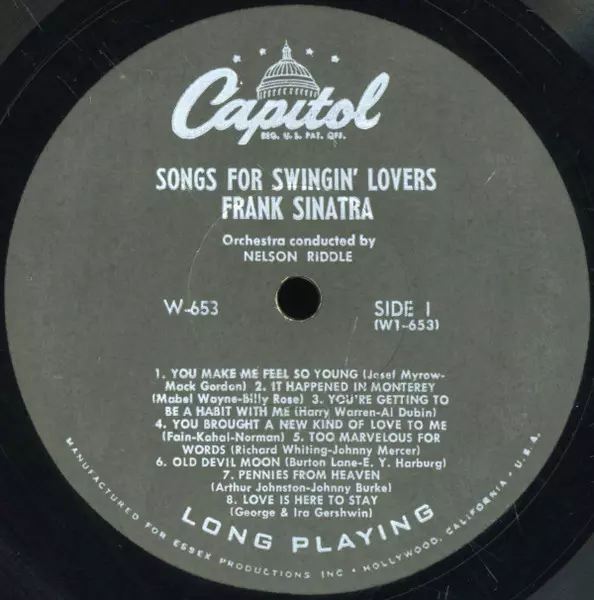 Capitol
REG. U.S. PAT. OFF.
SONGS FOR SWINGIN' LOVERS
FRANK SINATRA
Orchestra conducted by
NELSON RIDDLE
W-653
SIDE 1
(W1-653)
1. YOU MAKE ME FEEL SO YOUNG (Josef Myrow-
Mack Gordon) 2. IT HAPPENED IN MONTEREY
(Mabel Wayne-Billy Rose) 3. YOU'RE GETTING TO
BE A HABIT WITH ME (Harry Warren-Al Dubin)
4. YOU BROUGHT A NEW KIND OF LOVE TO ME
(Fain-Kahal-Norman) 5. TOO MARVELOUS FOR
WORDS (Richard Whiting-Johnny Mercer)
6. OLD DEVIL MOON (Burton Lane-E. Y. Harburg)
7. PENNIES FROM HEAVEN
(Arthur Johnston-Johnny Burke)
8. LOVE IS HERE TO STAY
(George & Ira Gershwin)
LONG PLAYING
MANUFACTURED FOR ESSEX PRODUCTIONS INC • HOLLYWOOD, CALIFORNIA • U.S.A.